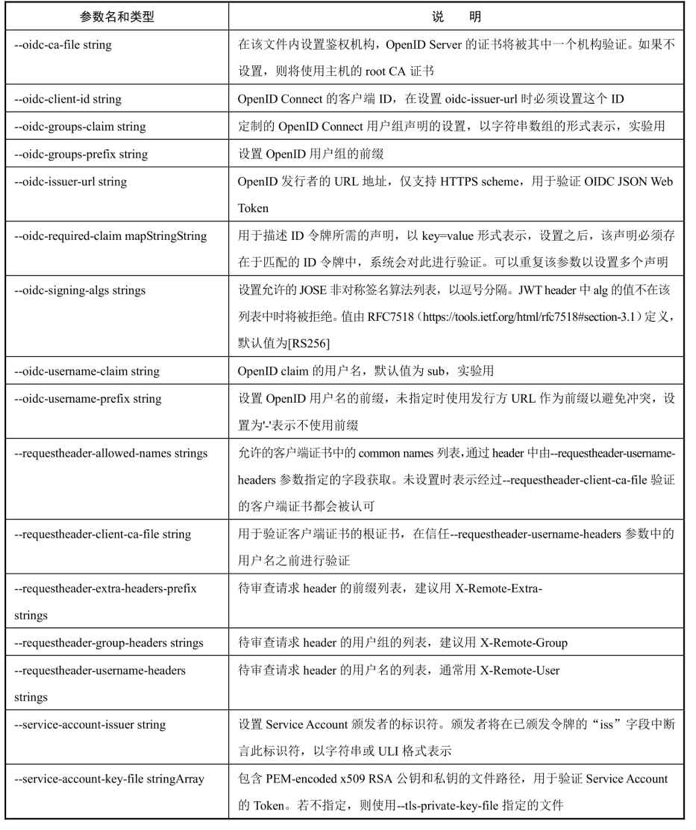 参数名和类型 说 明
--oidc-ca-file string 在该文件内设置鉴权机构，OpenID Server 的证书将被其中一个机构验证。如果不
设置，则将使用主机的 root CA 证书
--oidc-client-id string OpenID Connect 的客户端 ID，在设置 oidc-issuer-url 时必须设置这个 ID
--oidc-groups-claim string 定制的 OpenID Connect 用户组声明的设置，以字符串数组的形式表示，实验用
--oidc-groups-prefix string 设置 OpenID 用户组的前缀
--oidc-issuer-url string OpenID 发行者的 URL 地址，仅支持 HTTPS scheme，用于验证 OIDC JSON Web
Token
--oidc-required-claim mapStringString 用于描述 ID 令牌所需的声明，以 key=value 形式表示，设置之后，该声明必须存
在于匹配的 ID 令牌中，系统会对此进行验证。可以重复该参数以设置多个声明
--oidc-signing-algs strings 设置允许的 JOSE 非对称签名算法列表，以逗号分隔。JWT header 中 alg 的值不在该
列表中时将被拒绝。值由 RFC7518（https://tools.ietf.org/html/rfc7518#section-3.1）定义，
默认值为[RS256]
--oidc-username-claim string OpenID claim 的用户名，默认值为 sub，实验用
--oidc-username-prefix string 设置 OpenID 用户名的前缀，未指定时使用发行方 URL 作为前缀以避免冲突，设
置为'-'表示不使用前缀
--requestheader-allowed-names strings 允许的客户端证书中的 common names 列表，通过 header 中由--requestheader-username-
headers 参数指定的字段获取。未设置时表示经过--requestheader-client-ca-file 验证
的客户端证书都会被认可
--requestheader-client-ca-file string 用于验证客户端证书的根证书，在信任--requestheader-username-headers 参数中的
用户名之前进行验证
--requestheader-extra-headers-prefix 待审查请求 header 的前缀列表，建议用 X-Remote-Extra-
strings
--requestheader-group-headers strings 待审查请求 header 的用户组的列表，建议用 X-Remote-Group
--requestheader-username-headers 待审查请求 header 的用户名的列表，通常用 X-Remote-User
strings
--service-account-issuer string 设置 Service Account 颁发者的标识符。颁发者将在已颁发令牌的“iss”字段中断
言此标识符，以字符串或 ULI 格式表示
--service-account-key-file stringArray 包含 PEM-encoded x509 RSA 公钥和私钥的文件路径，用于验证 Service Account
的 Token。若不指定，则使用--tls-private-key-file 指定的文件